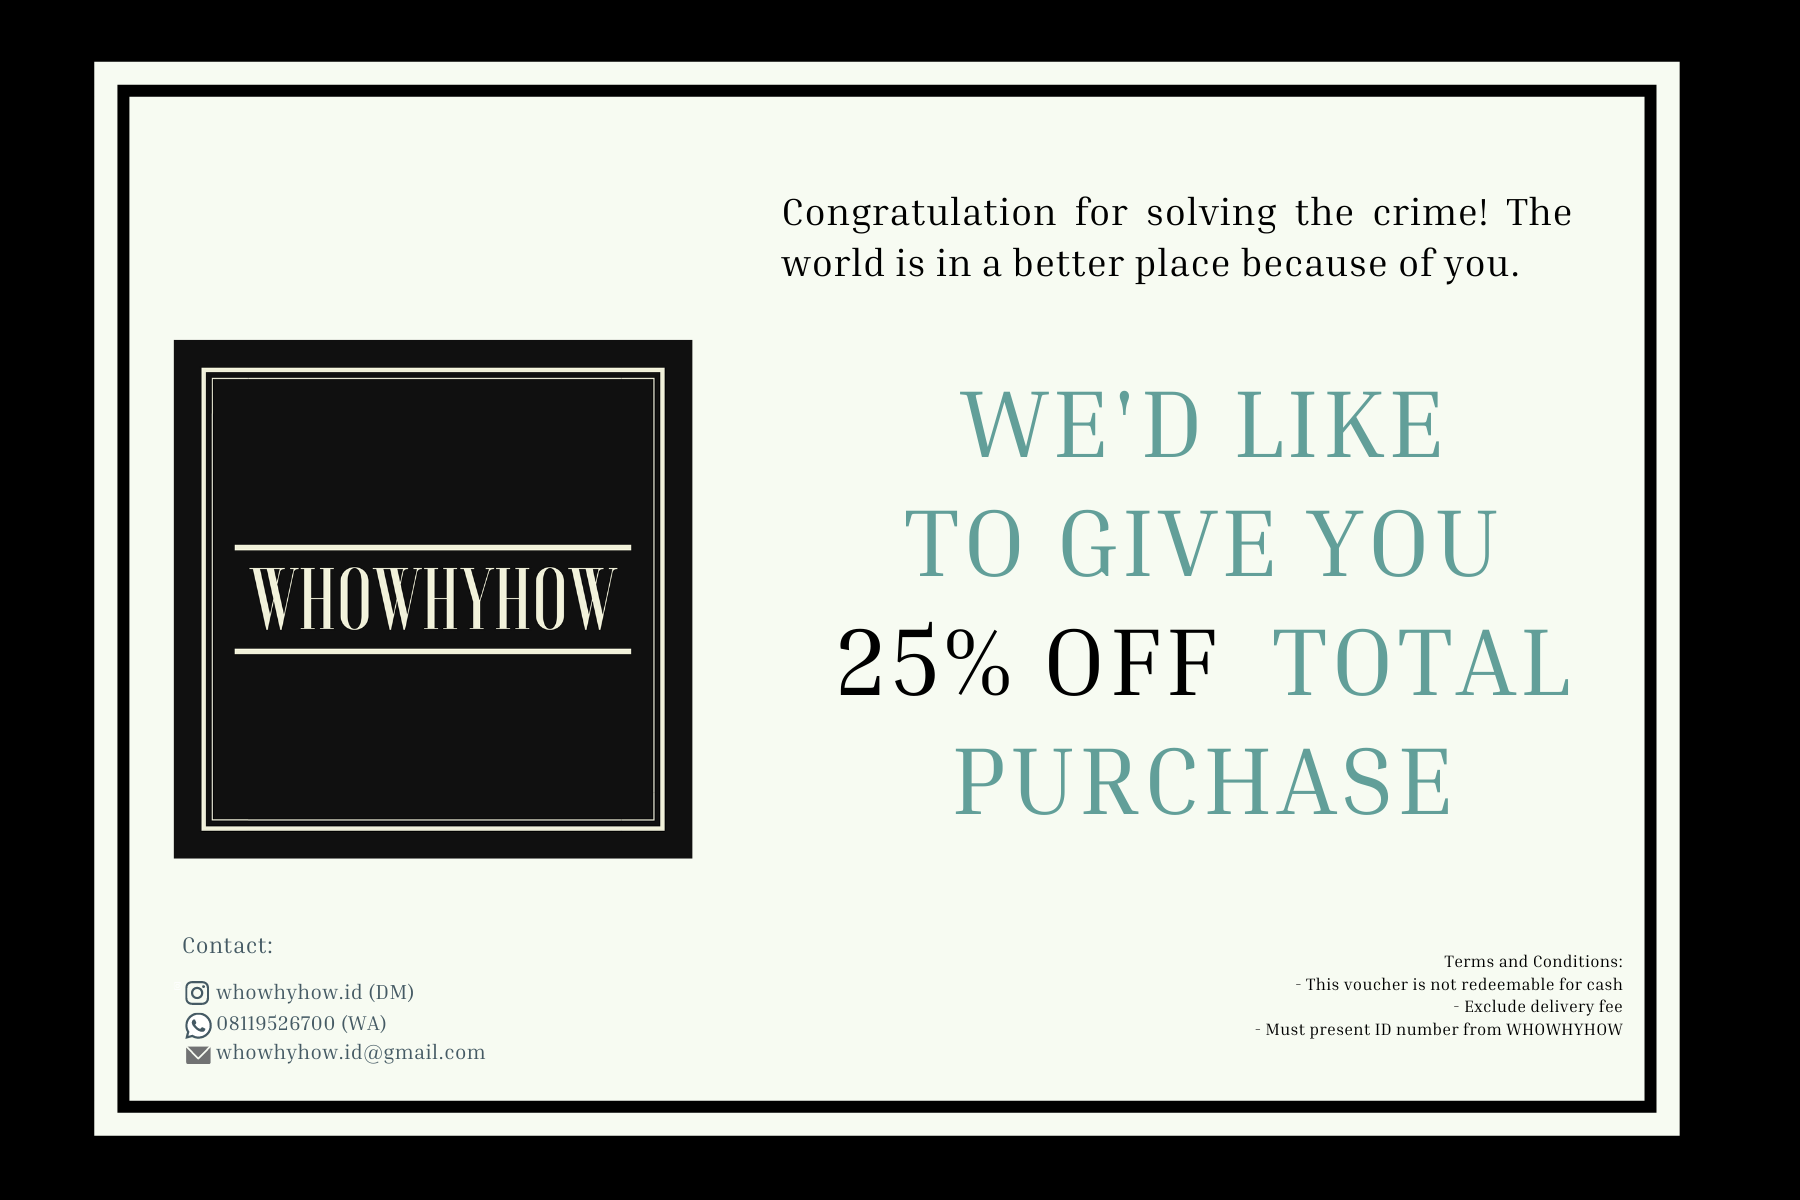 Congratulation for solving the crime! The
world is in a better place because of you.
WHOWHYHOW
WE'D LIKE
TO GIVE YOU
25% OFF TOTAL
PURCHASE
Contact:
whowhyhow.id (DM)
08119526700 (WA)
whowhyhow.id@gmail.com
Terms and Conditions:
- This voucher is not redeemable for cash
- Exclude delivery fee
- Must present ID number from WHOWHYHOW